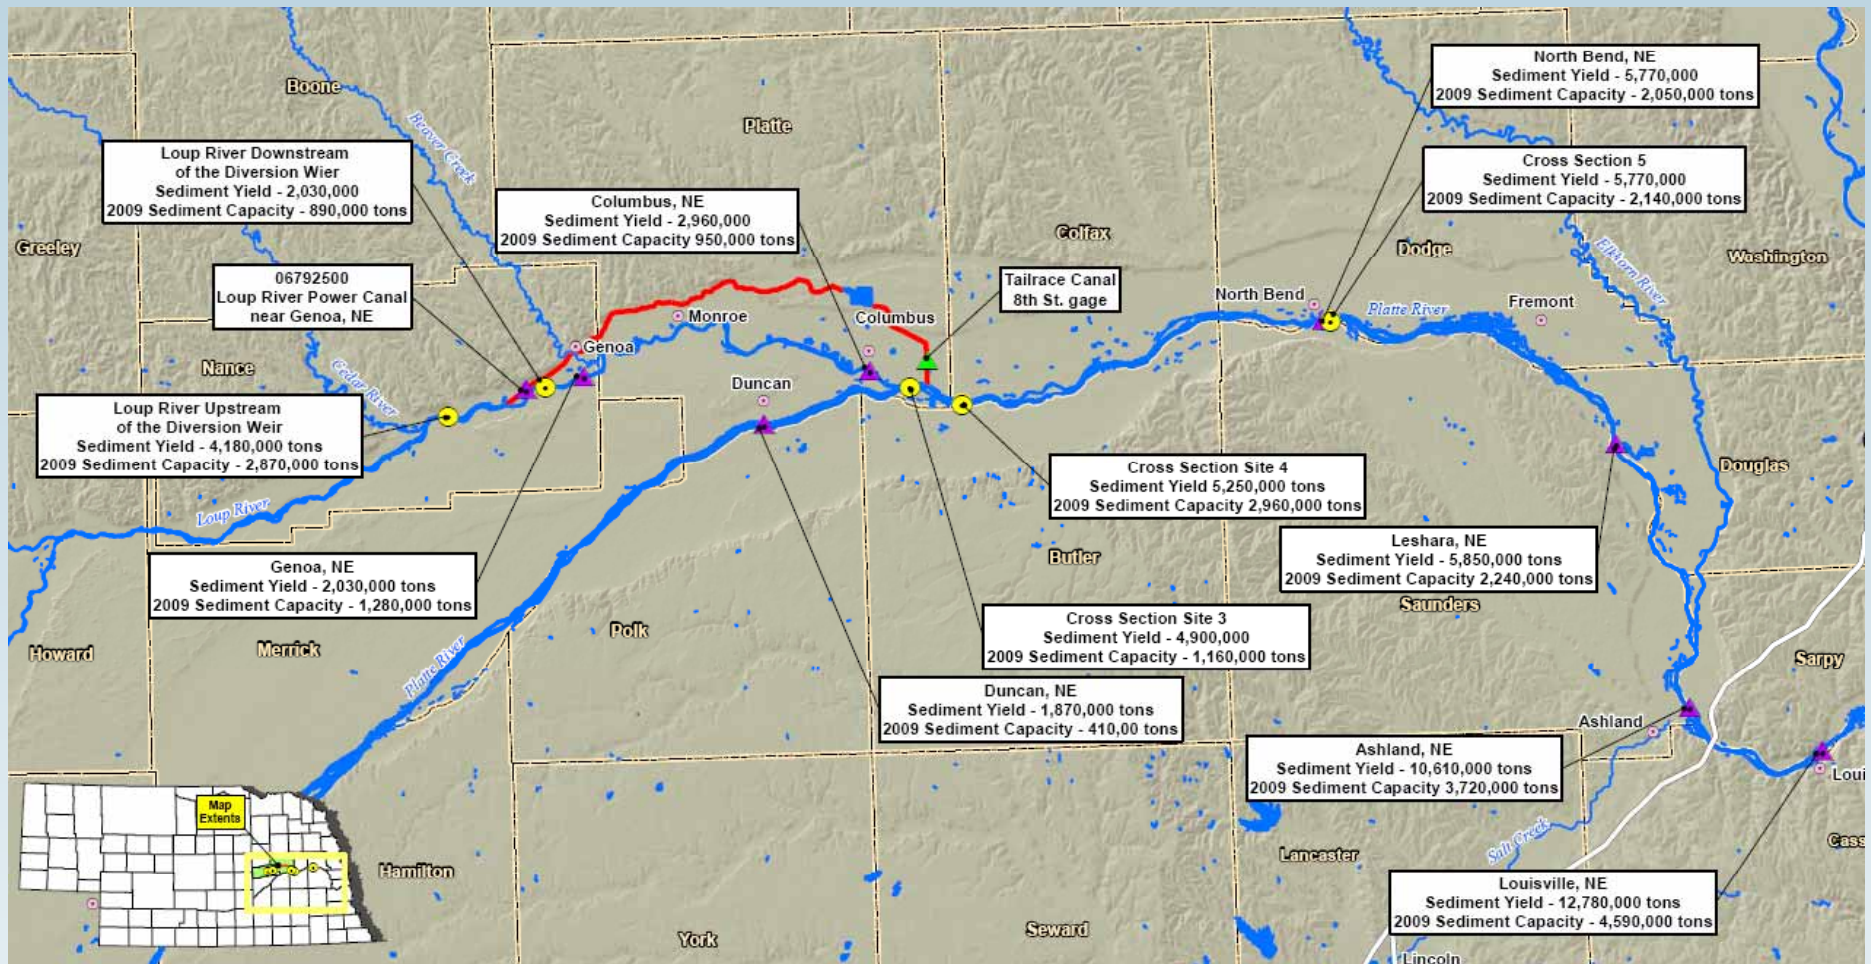 North Bend, NE
Sediment Yield - 5,770,000
2009 Sediment Capacity - 2,050,000 tons
Boone
Platte
Beaver Creek
Loup River Downstream
of the Diversion Wier
Sediment Yield - 2,030,000
2009 Sediment Capacity - 890,000 tons
Cross Section 5
Sediment Yield - 5,770,000
2009 Sediment Capacity - 2,140,000 tons
Columbus, NE
Sediment Yield - 2,960,000
2009 Sediment Capacity 950,000 tons
Greeley
Colfax
Dodge
Elkhorn River
Washington
06792500
Loup River Power Canal
near Genoa, NE
Tailrace Canal
8th St. gage
North Bend
Platte River
Fremont
Monroe
Columbus
Genoa
Nance
Cedar River
Duncan
Loup River Upstream
of the Diversion Weir
Sediment Yield - 4,180,000 tons
2009 Sediment Capacity - 2,870,000 tons
Cross Section Site 4
Sediment Yield 5,250,000 tons
2009 Sediment Capacity 2,960,000 tons
Douglas
Loup River
Genoa, NE
Sediment Yield - 2,030,000 tons
2009 Sediment Capacity - 1,280,000 tons
Butler
Leshara, NE
Sediment Yield - 5,850,000 tons
2009 Sediment Capacity 2,240,000 tons
Saunders
Cross Section Site 3
Sediment Yield - 4,900,000
2009 Sediment Capacity - 1,160,000 tons
Howard
Merrick
Polk
Platte River
Sarpy
Duncan, NE
Sediment Yield - 1,870,000 tons
2009 Sediment Capacity - 410,00 tons
Ashland
Ashland, NE
Sediment Yield - 10,610,000 tons
2009 Sediment Capacity 3,720,000 tons
Loui
Map
Extents
Salt Creek
Cass
Hamilton
Lancaster
Louisville, NE
Sediment Yield - 12,780,000 tons
2009 Sediment Capacity - 4,590,000 tons
York
Seward
Lincoln